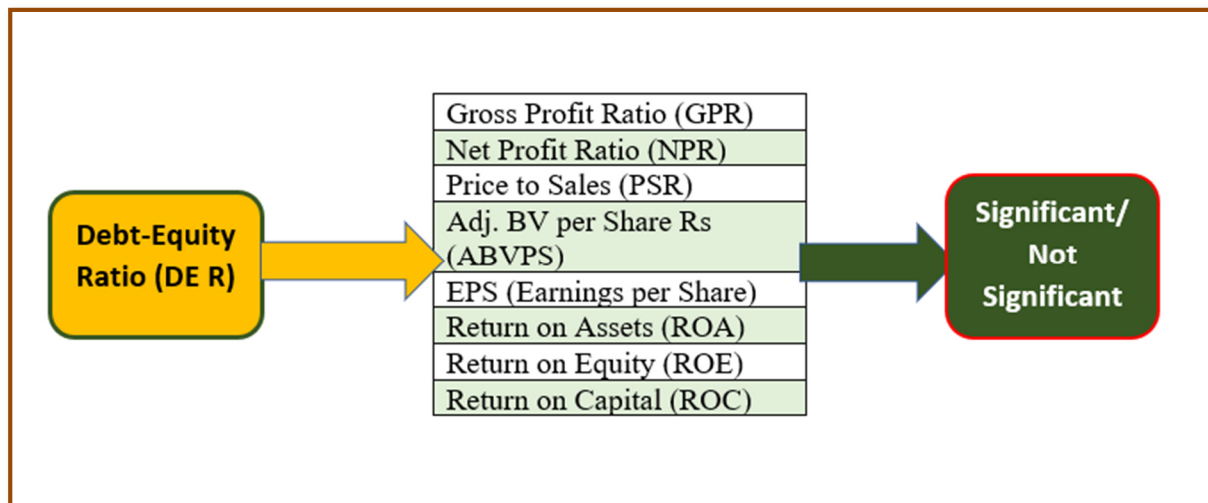 Debt-Equity
Ratio (DE R)
Gross Profit Ratio (GPR)
Net Profit Ratio (NPR)
Price to Sales (PSR)
Adj. BV per Share Rs
(ABVPS)
EPS (Earnings per Share)
Return on Assets (ROA)
Return on Equity (ROE)
Return on Capital (ROC)
Significant/
Not
Significant